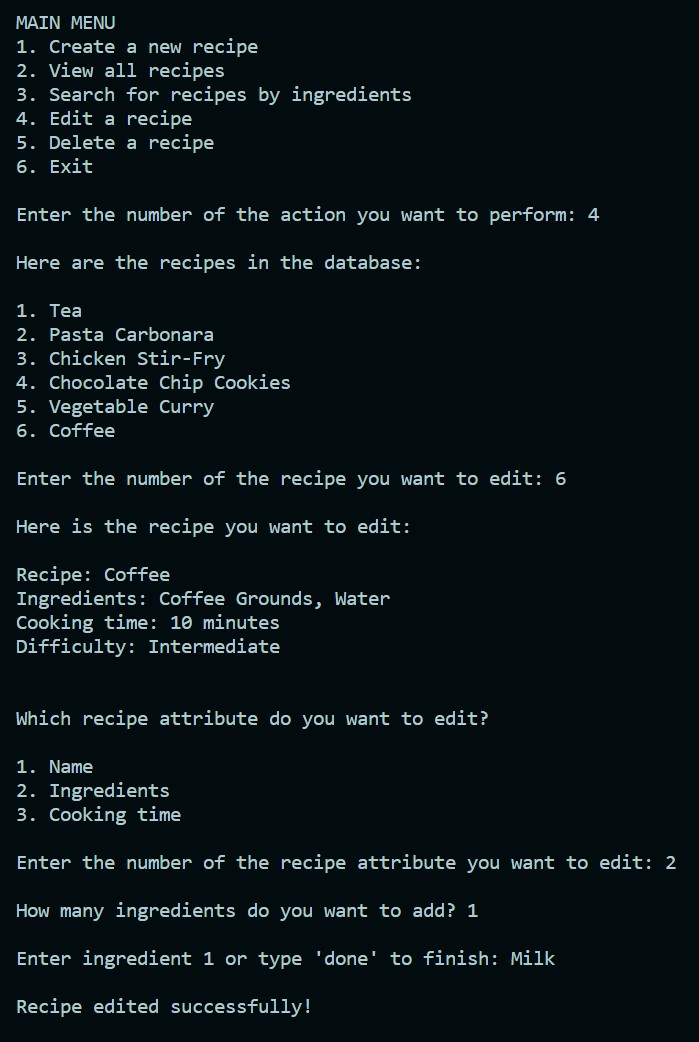 MAIN MENU
1. Create a new recipe
2. View all recipes
3. Search for recipes by ingredients
4. Edit a recipe
5. Delete a recipe
6. Exit
Enter the number of the action you want to perform: 4
Here are the recipes in the database:
1. Tea
2. Pasta Carbonara
3. Chicken Stir-Fry
4. Chocolate Chip Cookies
5. Vegetable Curry
6. Coffee
Enter the number of the recipe you want to edit: 6
Here is the recipe you want to edit:
Recipe: Coffee
Ingredients: Coffee Grounds, Water
Cooking time: 10 minutes
Difficulty: Intermediate
Which recipe attribute do you want to edit?
1. Name
2. Ingredients
3. Cooking time
Enter the number of the recipe attribute you want to edit: 2
How many ingredients do you want to add? 1
Enter ingredient 1 or type 'done' to finish: Milk
Recipe edited successfully!